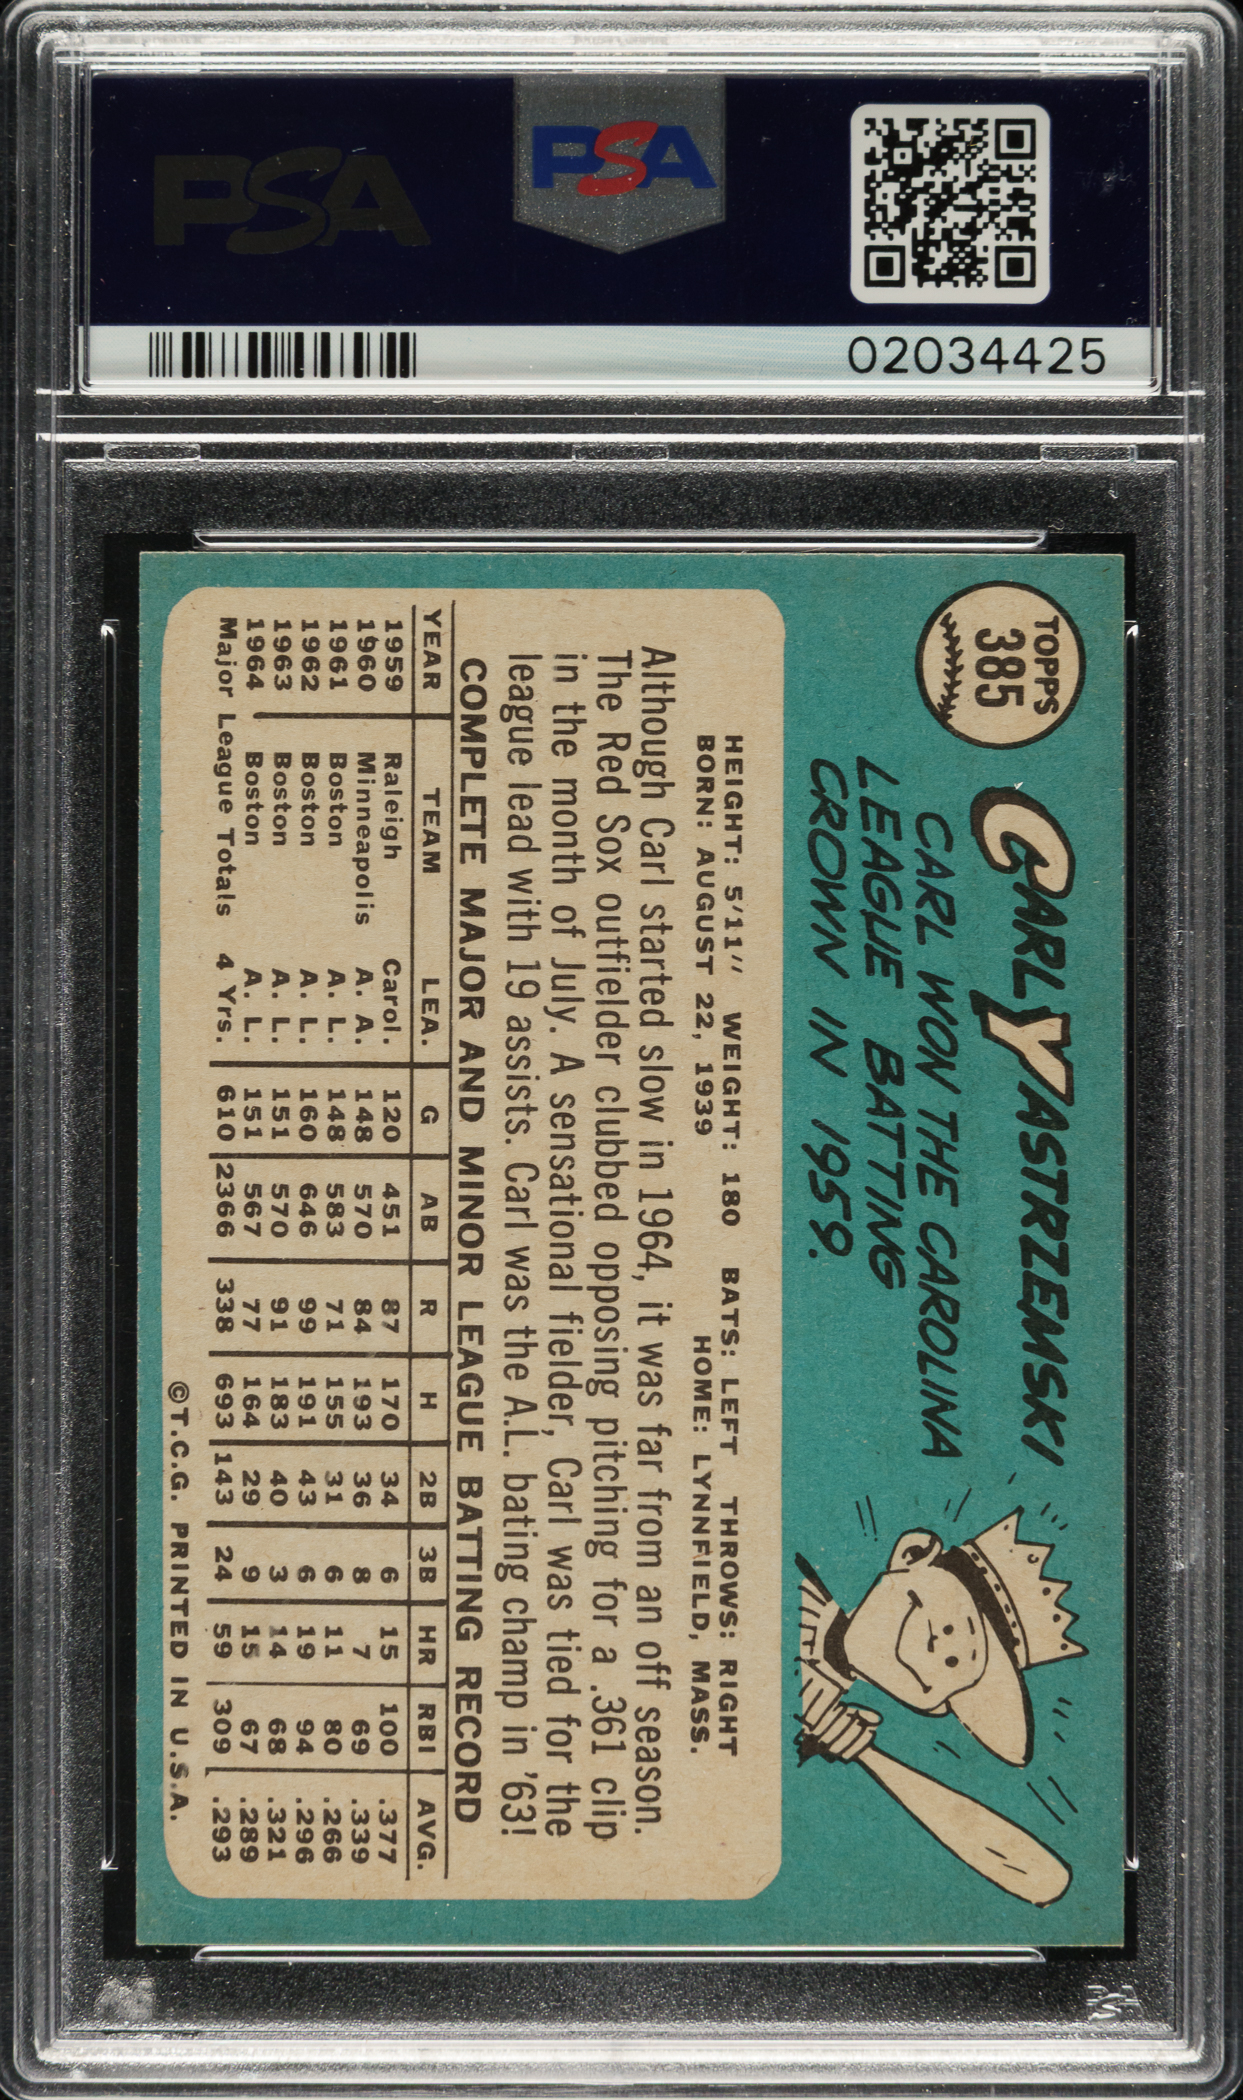 PSA
PSA
02034425
TOPPS
385
CARL YASTRZEMSKI
CARL WON THE CAROLINA
LEAGUE BATTING
CROWN IN 1959.
HEIGHT: 5'11" WEIGHT: 180 BATS: LEFT THROWS: RIGHT
BORN: AUGUST 22, 1939 HOME: LYNNFIELD, MASS.
Although Carl started slow in 1964, it was far from an off season.
The Red Sox outfielder clubbed opposing pitching for a .361 clip
in the month of July. A sensational fielder, Carl was tied for the
league lead with 19 assists. Carl was the A.L. bating champ in '63!
COMPLETE MAJOR AND MINOR LEAGUE BATTING RECORD
YEAR TEAM LEA. G AB R H 2B 3B HR RBI AVG.
1959 Raleigh Carol. 120 451 87 170 34 6 15 100 .377
1960 Minneapolis A. A. 148 570 84 193 36 8 7 69 .339
1961 Boston A. L. 148 583 71 155 31 6 11 80 .266
1962 Boston A. L. 160 646 99 191 43 6 19 94 .296
1963 Boston A. L. 151 570 91 183 40 3 14 68 .321
1964 Boston A. L. 151 567 77 164 29 9 15 67 .289
Major League Totals 4 Yrs. 610 2366 338 693 143 24 59 309 .293
©T.C.G. PRINTED IN U.S.A.
PSA